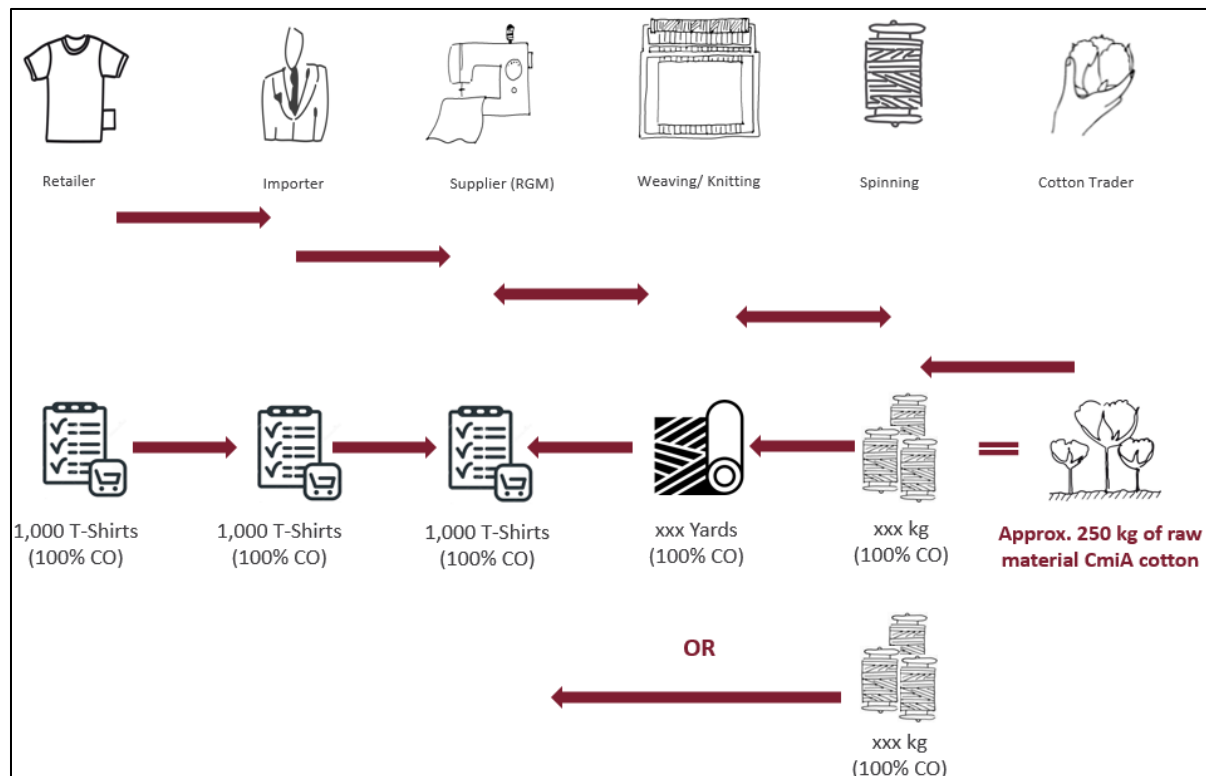 Retailer
Importer
Supplier (RGM)
Weaving/ Knitting
Spinning
Cotton Trader
1,000 T-Shirts
(100% CO)
1,000 T-Shirts
(100% CO)
1,000 T-Shirts
(100% CO)
xxx Yards
(100% CO)
xxx kg
(100% CO)
Approx. 250 kg of raw
material CmiA cotton
OR
xxx kg
(100% CO)